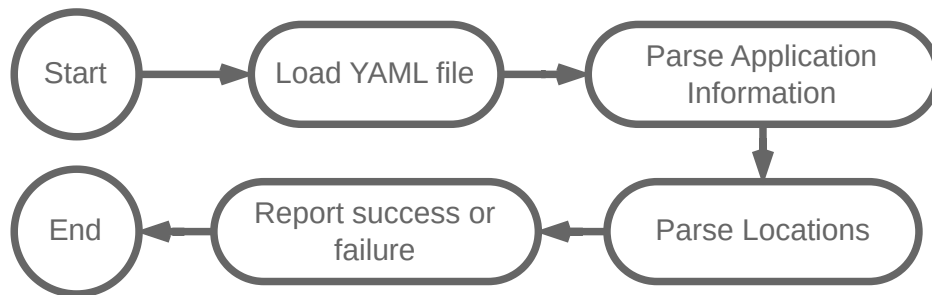 Start
Load YAML file
Parse Application
Information
Parse Locations
Report success or
failure
End